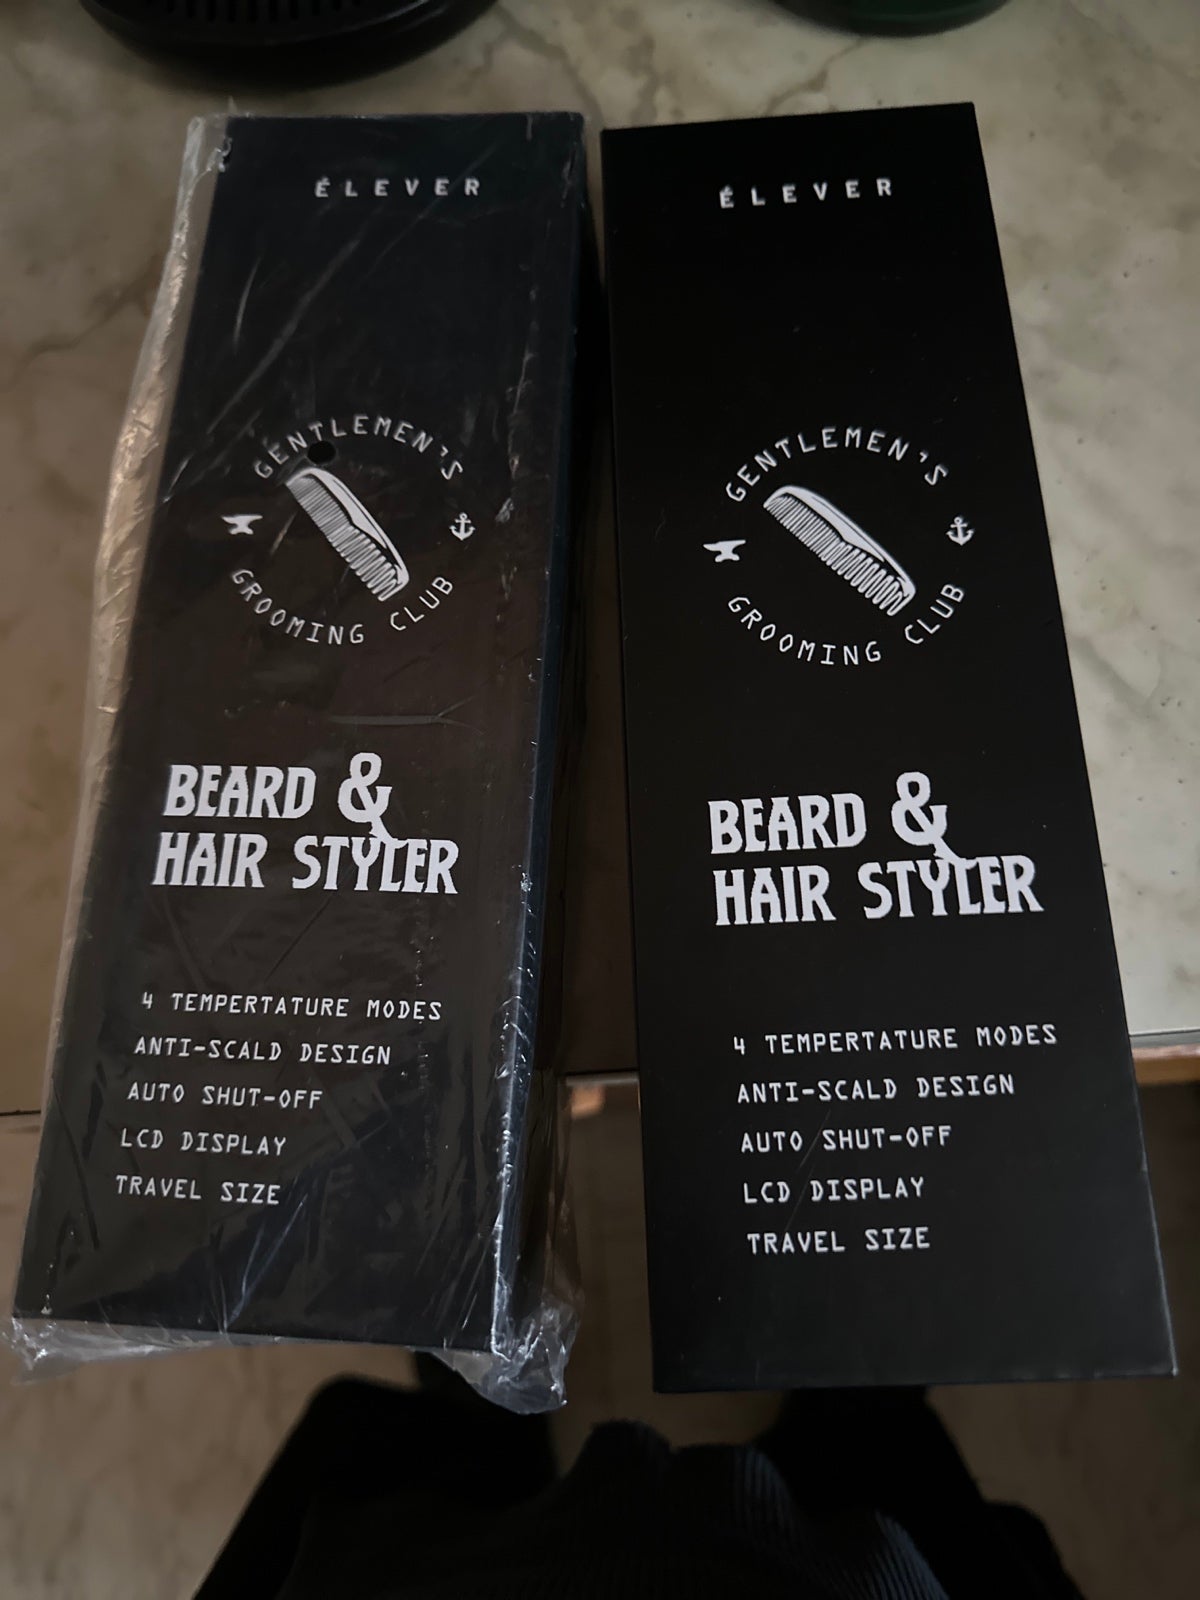 ÉLEVER
GENTLEMEN'S
GROOMING CLUB
BEARD &
HAIR STYLER
4 TEMPERTATURE MODES
ANTI-SCALD DESIGN
AUTO SHUT-OFF
LCD DISPLAY
TRAVEL SIZE
ÉLEVER
GENTLEMEN'S
GROOMING CLUB
BEARD &
HAIR STYLER
4 TEMPERTATURE MODES
ANTI-SCALD DESIGN
AUTO SHUT-OFF
LCD DISPLAY
TRAVEL SIZE